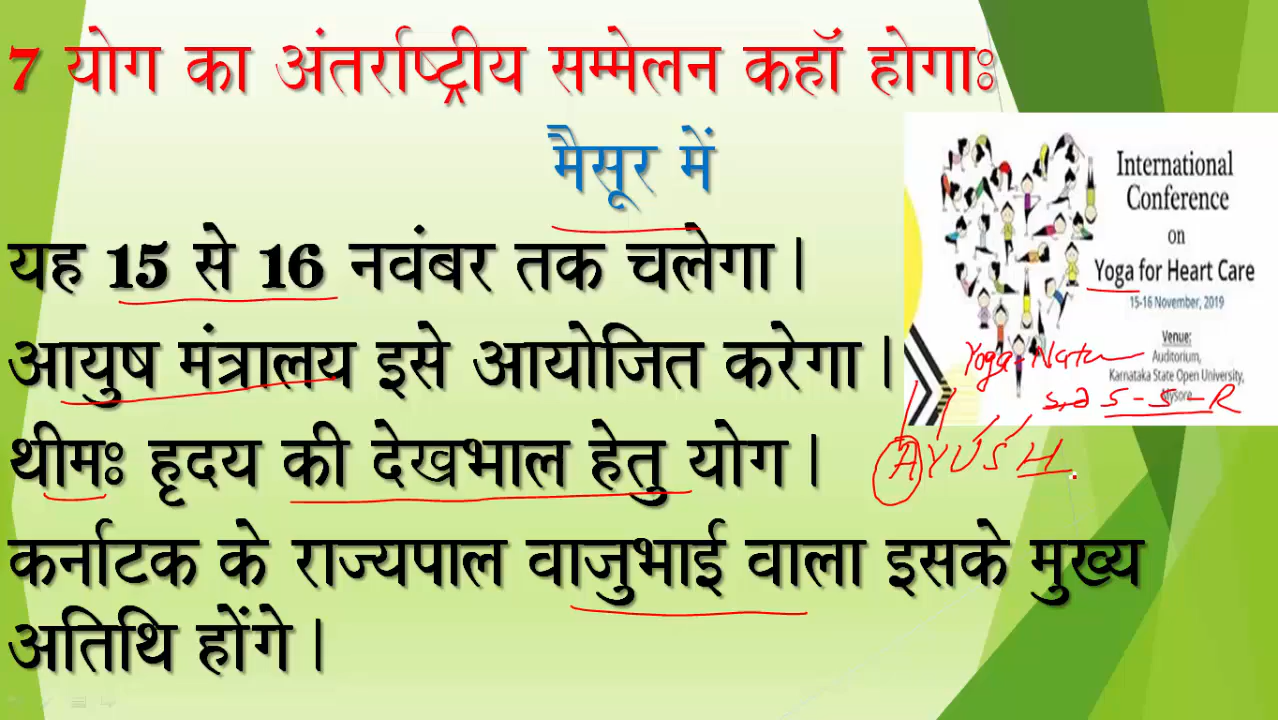 7 योग का अंतर्राष्ट्रीय सम्मेलन कहॉ होगाः
मैसूर में
यह 15 से 16 नवंबर तक चलेगा।
आयुष मंत्रालय इसे आयोजित करेगा।
थीमः हृदय की देखभाल हेतु योग।
कर्नाटक के राज्यपाल वाजुभाई वाला इसके मुख्य
अतिथि होंगे।
International
Conference
on
Yoga for Heart Care
15-16 November, 2019
Venue:
Auditorium,
Karnataka State Open University,
Mysore
Yoga
S-S-R
AYUSH